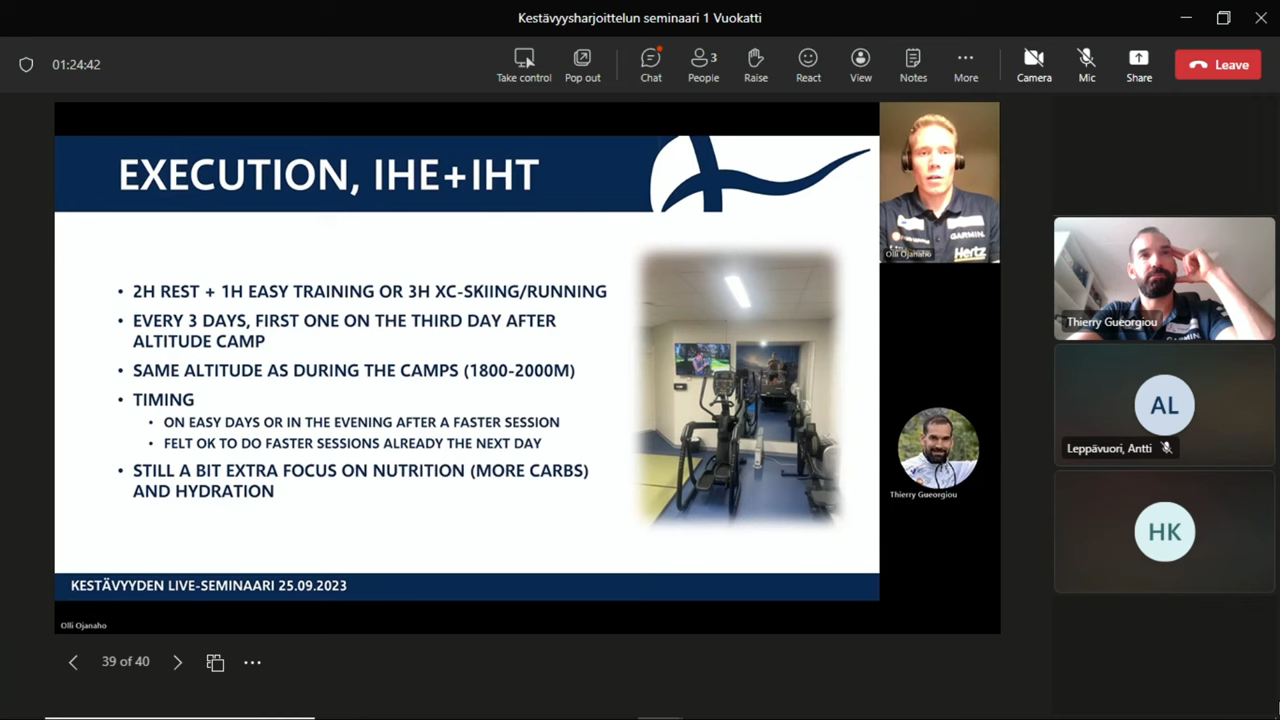 Kestävyysharjoittelun seminaari 1 Vuokatti
01:24:42
Take control
Pop out
Chat
3
People
Raise
React
View
Notes
More
Camera
Mic
Share
Leave
EXECUTION, IHE+IHT
• 2H REST + 1H EASY TRAINING OR 3H XC-SKIING/RUNNING
• EVERY 3 DAYS, FIRST ONE ON THE THIRD DAY AFTER
ALTITUDE CAMP
• SAME ALTITUDE AS DURING THE CAMPS (1800-2000M)
• TIMING
• ON EASY DAYS OR IN THE EVENING AFTER A FASTER SESSION
• FELT OK TO DO FASTER SESSIONS ALREADY THE NEXT DAY
• STILL A BIT EXTRA FOCUS ON NUTRITION (MORE CARBS)
AND HYDRATION
KESTÄVYYDEN LIVE-SEMINAARI 25.09.2023
Olli Ojanaho
GARMIN.
Hertz
Olli Ojanaho
Thierry Gueorgiou
Thierry Gueorgiou
GARMIN
AL
Leppävuori, Antti
HK
39 of 40